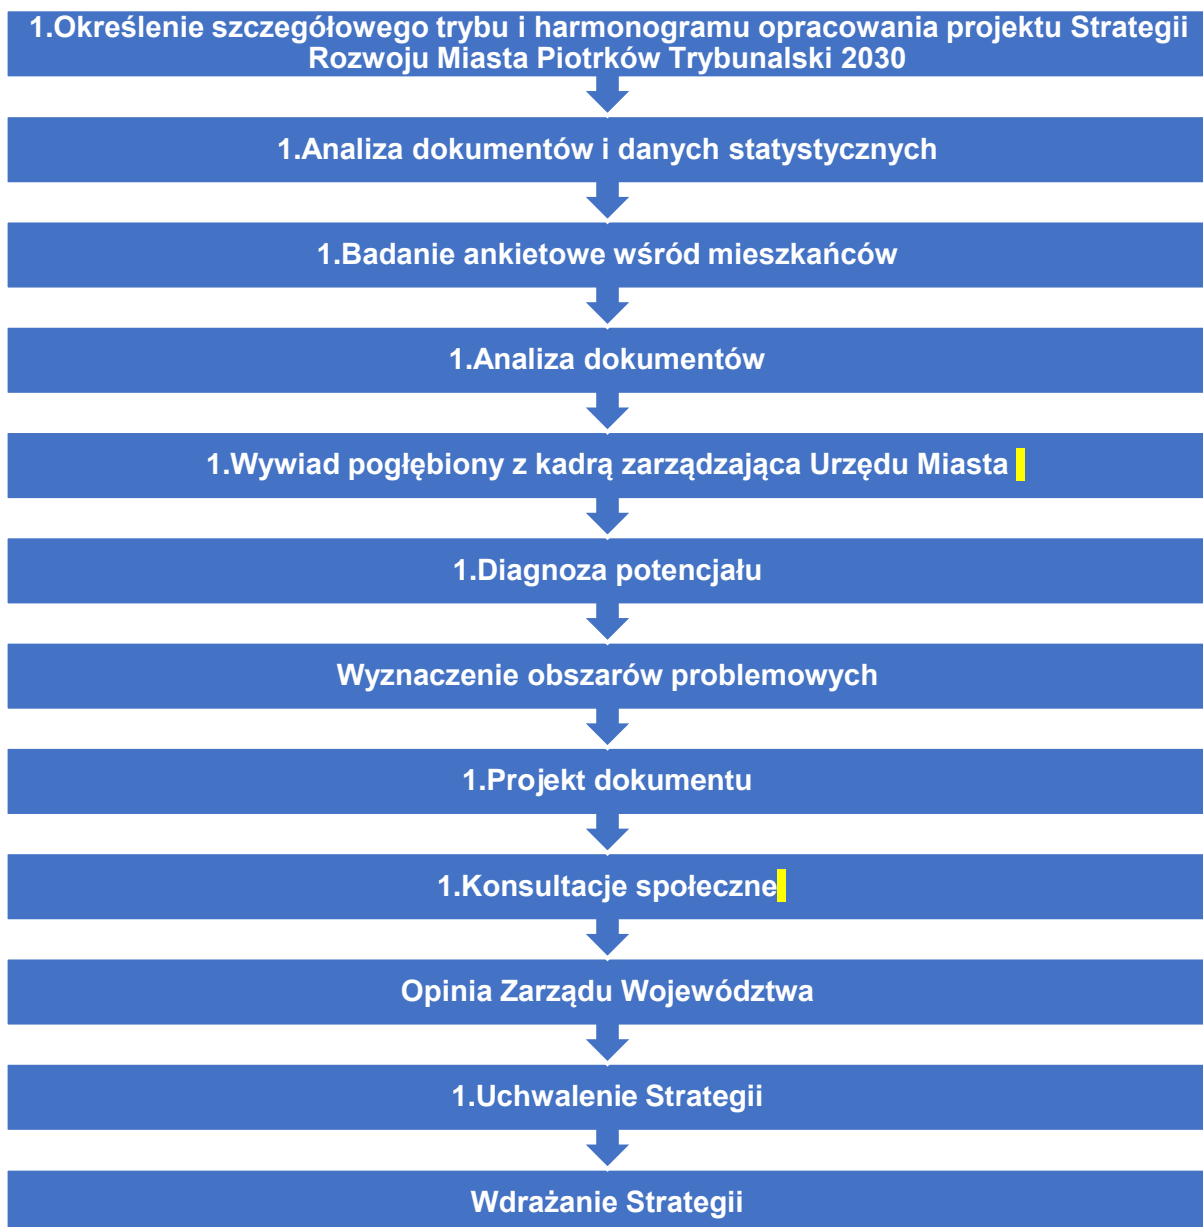 1.Określenie szczegółowego trybu i harmonogramu opracowania projektu Strategii
Rozwoju Miasta Piotrków Trybunalski 2030
1.Analiza dokumentów i danych statystycznych
1.Badanie ankietowe wśród mieszkańców
1.Analiza dokumentów
1.Wywiad pogłębiony z kadrą zarządzająca Urzędu Miasta
1.Diagnoza potencjału
Wyznaczenie obszarów problemowych
1.Projekt dokumentu
1.Konsultacje społeczne
Opinia Zarządu Województwa
1.Uchwalenie Strategii
Wdrażanie Strategii